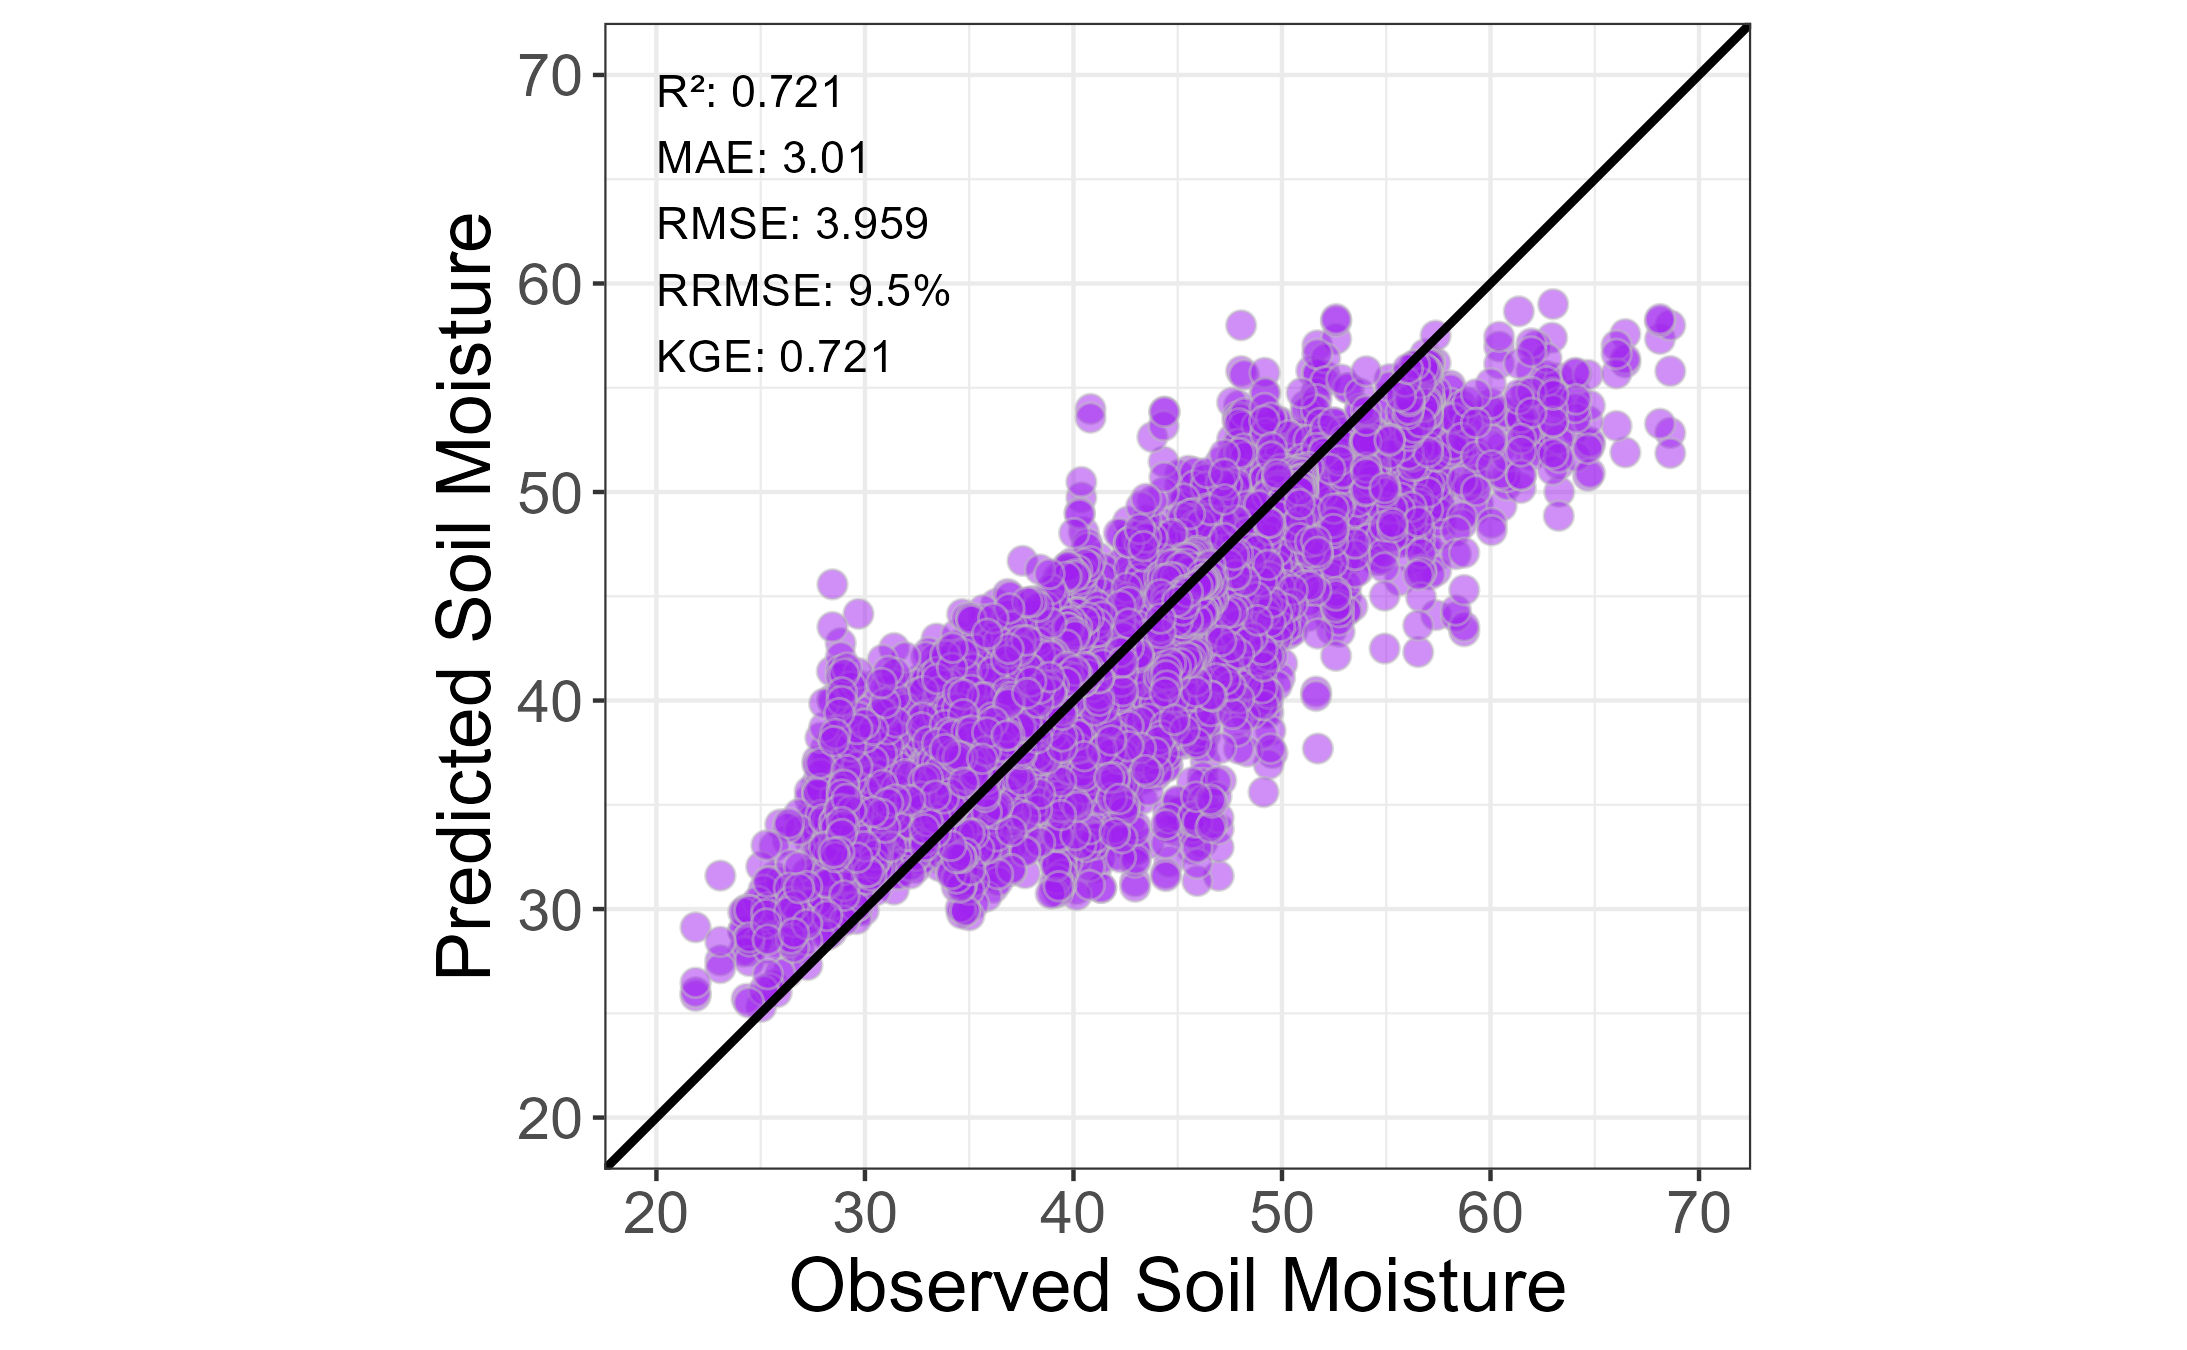 R²: 0.721
MAE: 3.01
RMSE: 3.959
RRMSE: 9.5%
KGE: 0.721
Predicted Soil Moisture
70
60
50
40
30
20
20 30 40 50 60 70
Observed Soil Moisture